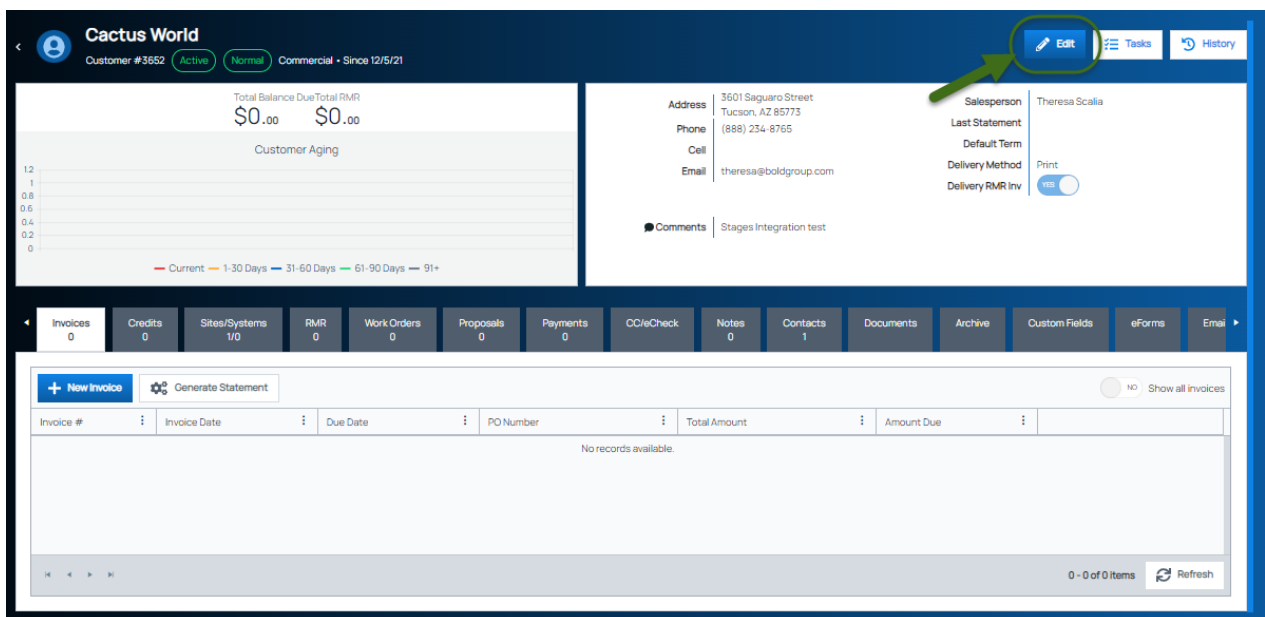 Cactus World
Customer #3652 Active Normal Commercial • Since 12/5/21
Edit Tasks History
Total Balance Due Total RMR
$0.00 $0.00
Customer Aging
1.2
1
0.8
0.6
0.4
0.2
0
Current 1-30 Days 31-60 Days 61-90 Days 91+
Address 3601 Saguaro Street
Tucson, AZ 85773
Phone (888) 234-8765
Cell
Email theresa@boldgroup.com
Comments Stages Integration test
Salesperson Theresa Scalia
Last Statement
Default Term
Delivery Method Print
Delivery RMR Inv YES
Invoices Credits Sites/Systems RMR Work Orders Proposals Payments CC/eCheck Notes Contacts Documents Archive Custom Fields eForms Emai
0 0 1/0 0 0 0 0 0 1
New Invoice Generate Statement NO Show all invoices
Invoice # Invoice Date Due Date PO Number Total Amount Amount Due
No records available.
0 - 0 of 0 items Refresh